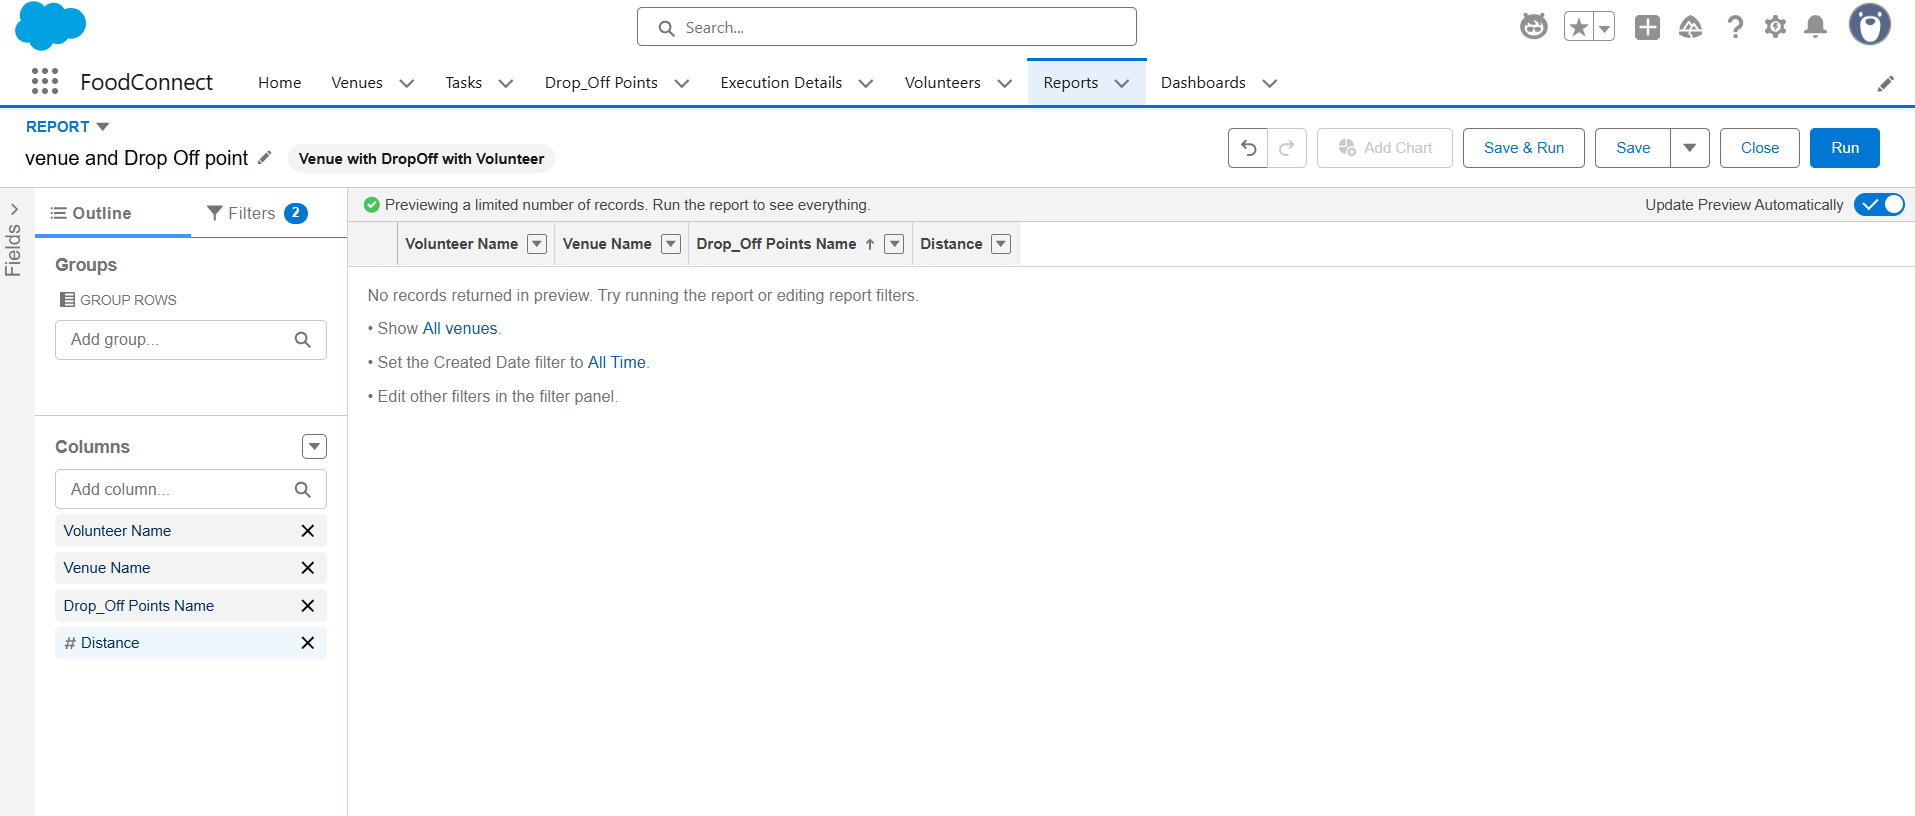 Search...
FoodConnect Home Venues Tasks Drop_Off Points Execution Details Volunteers Reports Dashboards
REPORT
venue and Drop Off point Venue with DropOff with Volunteer Add Chart Save & Run Save Close Run
Fields
Outline Filters 2
Previewing a limited number of records. Run the report to see everything. Update Preview Automatically
Volunteer Name Venue Name Drop_Off Points Name Distance
Groups
GROUP ROWS
Add group...
No records returned in preview. Try running the report or editing report filters.
• Show All venues.
• Set the Created Date filter to All Time.
• Edit other filters in the filter panel.
Columns
Add column...
Volunteer Name
Venue Name
Drop_Off Points Name
# Distance